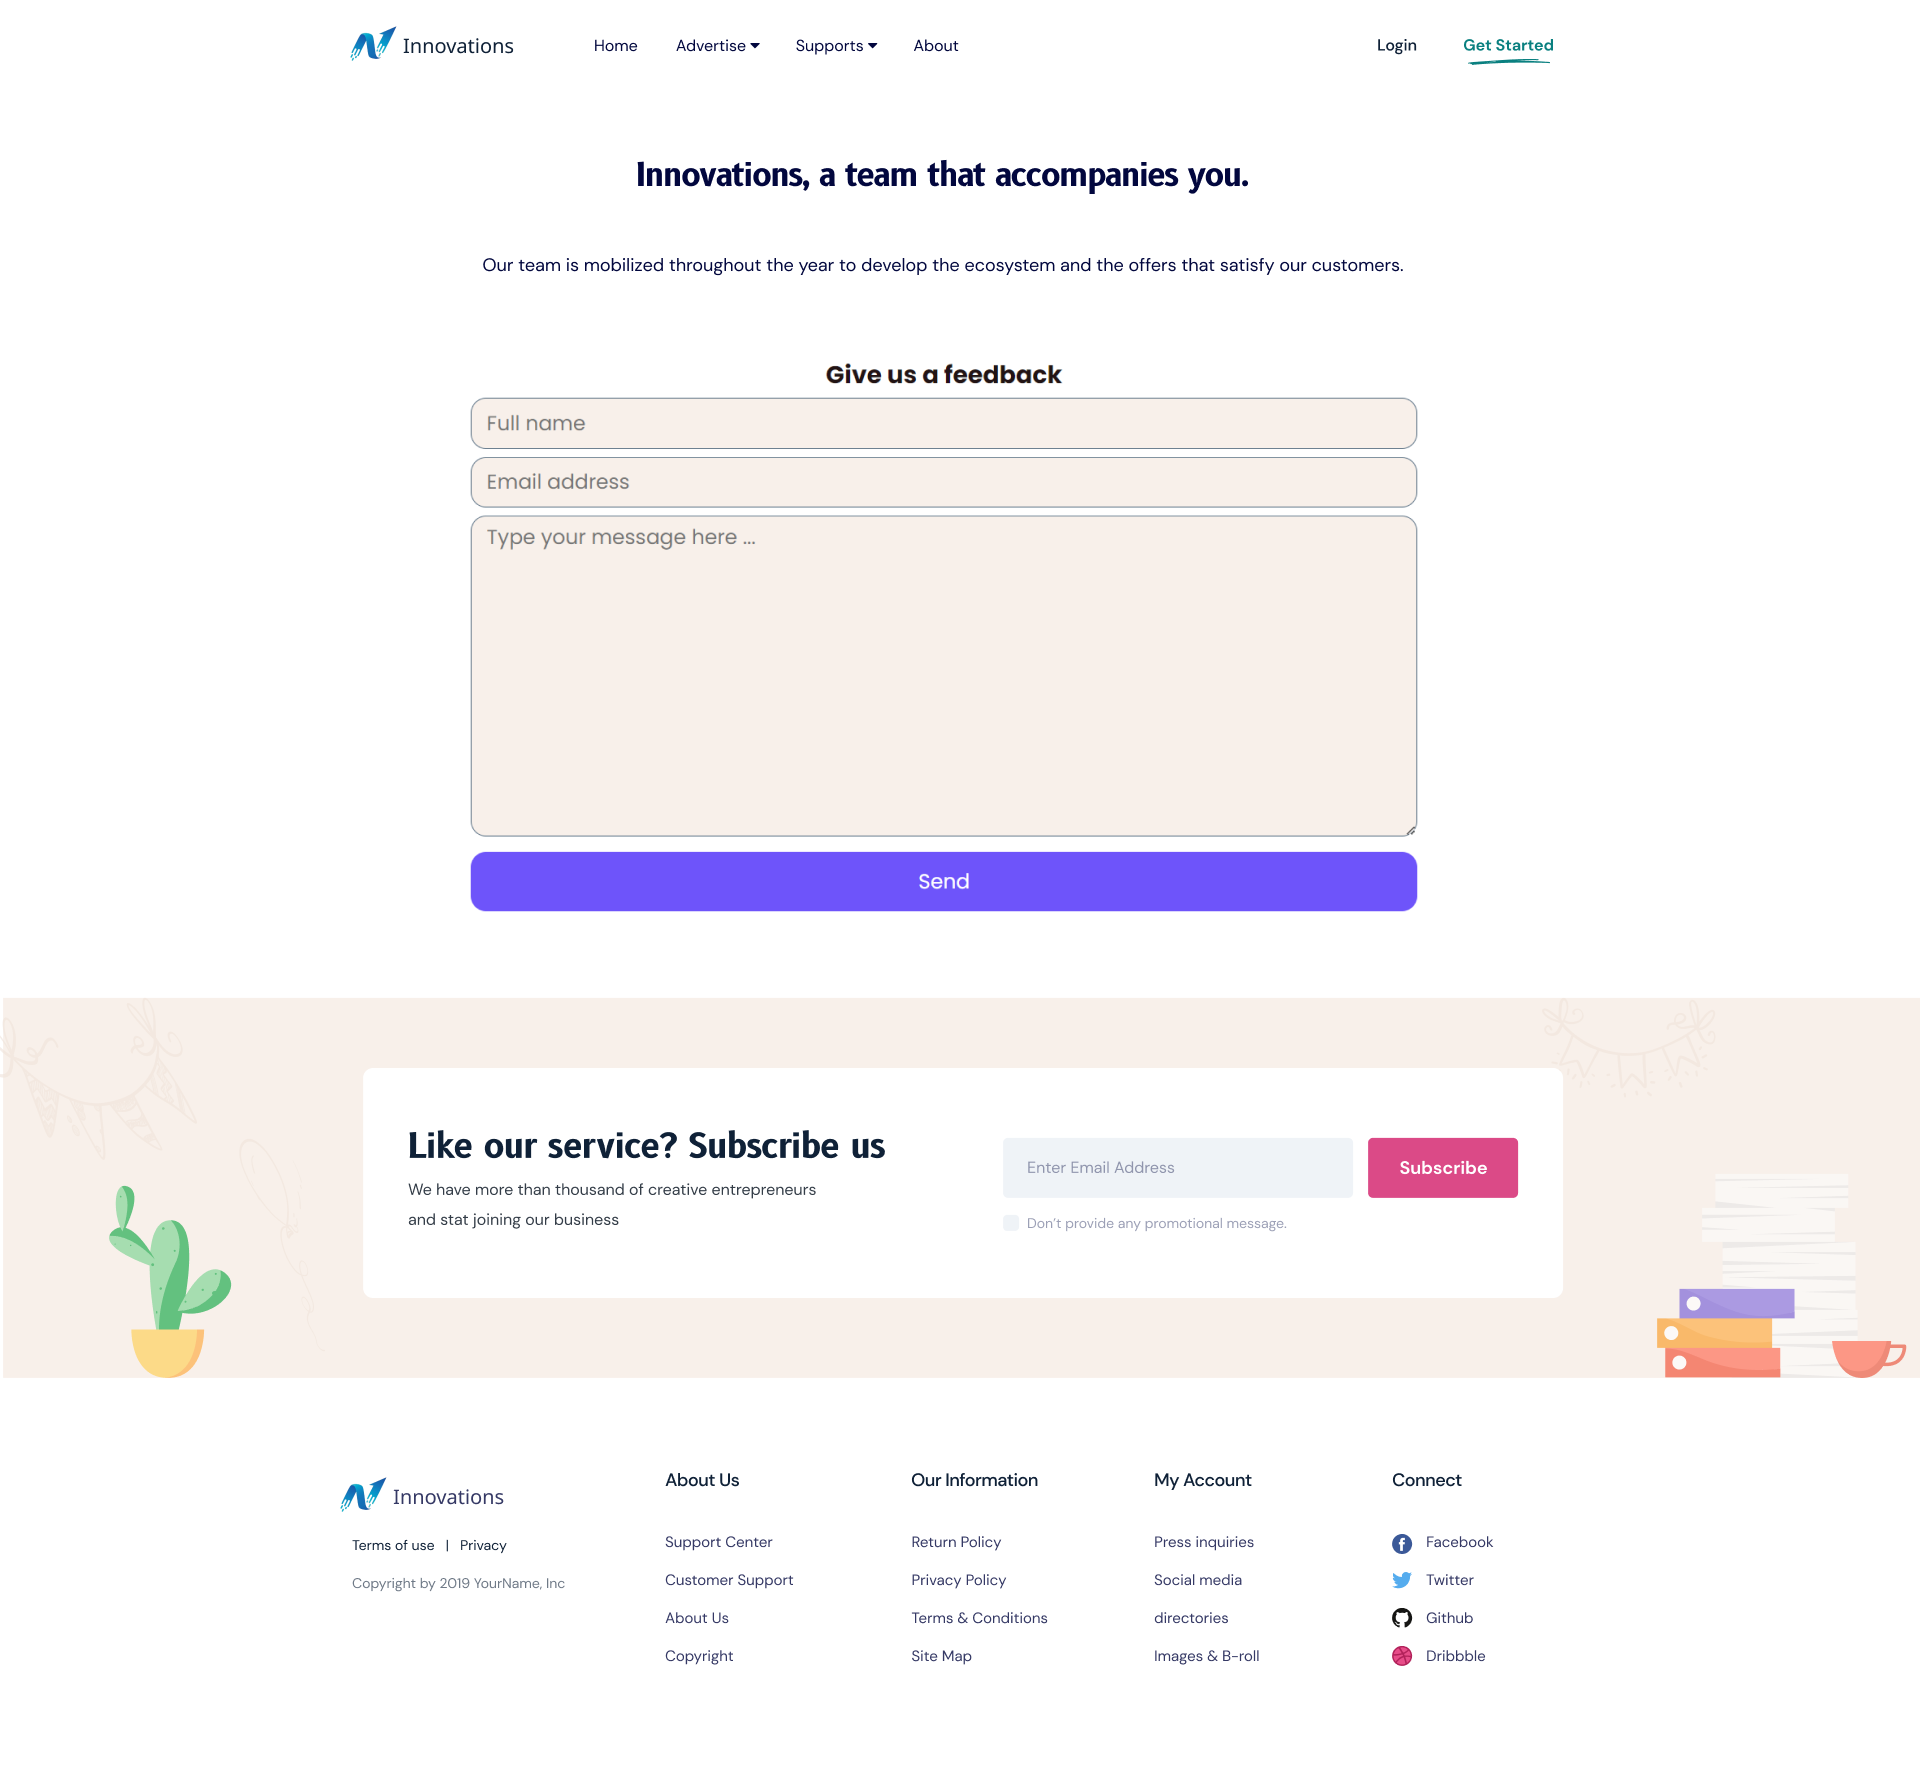 Innovations
Home Advertise Supports About
Login Get Started
Innovations, a team that accompanies you.
Our team is mobilized throughout the year to develop the ecosystem and the offers that satisfy our customers.
Give us a feedback
Full name
Email address
Type your message here ...
Send
Like our service? Subscribe us
We have more than thousand of creative entrepreneurs
and stat joining our business
Enter Email Address
Subscribe
Don't provide any promotional message.
Innovations
Terms of use | Privacy
Copyright by 2019 YourName, Inc
About Us
Support Center
Customer Support
About Us
Copyright
Our Information
Return Policy
Privacy Policy
Terms & Conditions
Site Map
My Account
Press inquiries
Social media
directories
Images & B-roll
Connect
Facebook
Twitter
Github
Dribbble